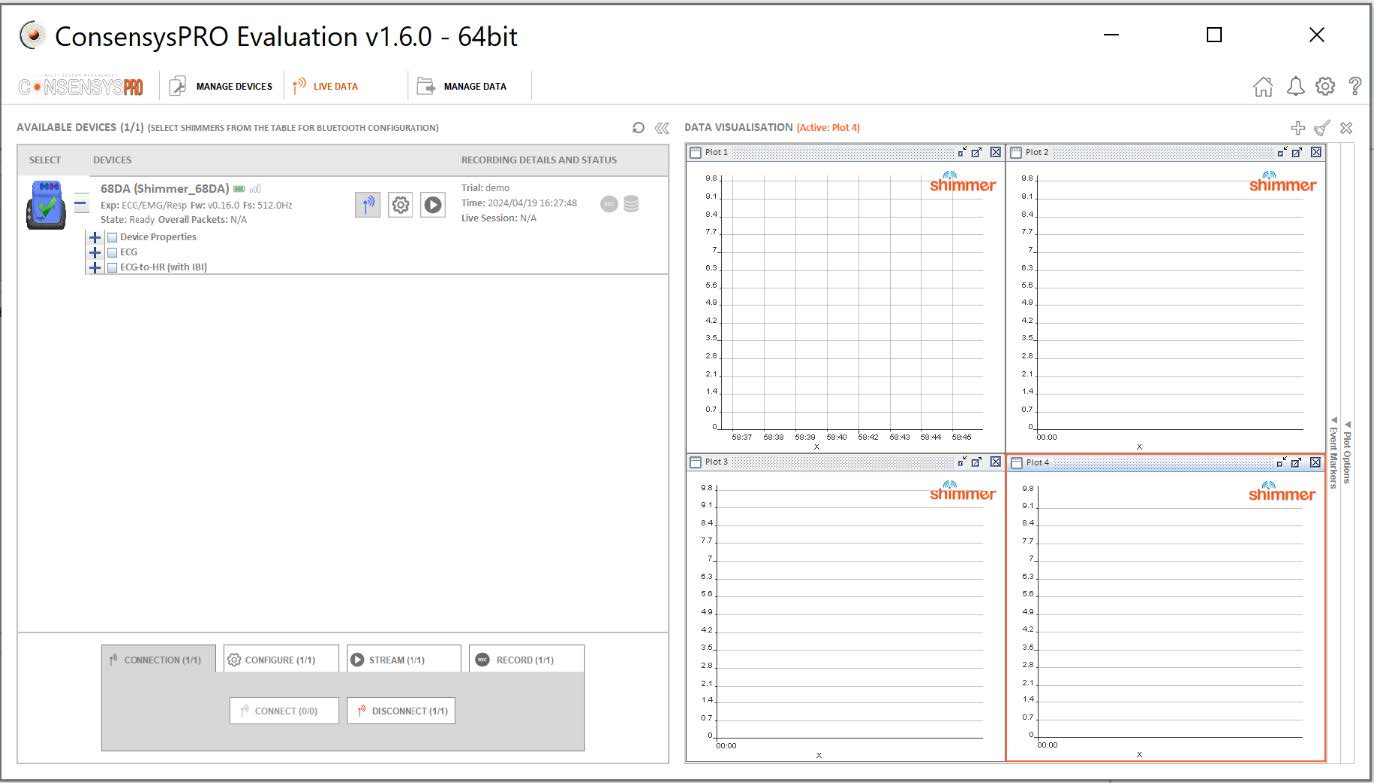 ConsensysPRO Evaluation v1.6.0 - 64bit
CONSENSYSPRO
MANAGE DEVICES
LIVE DATA
MANAGE DATA
AVAILABLE DEVICES (1/1) (SELECT SHIMMERS FROM THE TABLE FOR BLUETOOTH CONFIGURATION)
SELECT DEVICES RECORDING DETAILS AND STATUS
68DA (Shimmer_68DA)
Exp: ECG/EMG/Resp Fw: v0.16.0 Fs: 512.0Hz
State: Ready Overall Packets: N/A
Trial: demo
Time: 2024/04/19 16:27:48
Live Session: N/A
Device Properties
ECG
ECG-to-HR (with IBI)
CONNECTION (1/1)
CONFIGURE (1/1)
STREAM (1/1)
REC RECORD (1/1)
CONNECT (0/0)
DISCONNECT (1/1)
DATA VISUALISATION (Active: Plot 4)
Plot 1
shimmer
9.8
9.1
8.4
7.7
7
6.3
5.6
4.9
4.2
3.5
2.8
2.1
1.4
0.7
0
58:37 58:38 58:39 58:40 58:42 58:43 58:44 58:46
X
Plot 2
shimmer
9.8
9.1
8.4
7.7
7
6.3
5.6
4.9
4.2
3.5
2.8
2.1
1.4
0.7
0
00:00
X
Plot 3
shimmer
9.8
9.1
8.4
7.7
7
6.3
5.6
4.9
4.2
3.5
2.8
2.1
1.4
0.7
0
00:00
X
Plot 4
shimmer
9.8
9.1
8.4
7.7
7
6.3
5.6
4.9
4.2
3.5
2.8
2.1
1.4
0.7
0
00:00
X
Event Markers
Plot Options